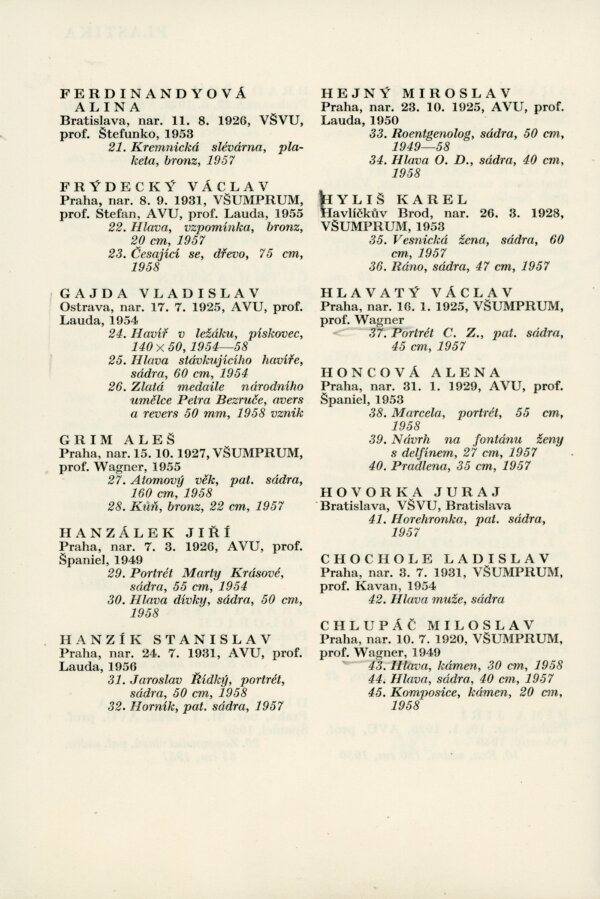 FERDINANDYOVÁ
ALINA
Bratislava, nar. 11. 8. 1926, VŠVU,
prof. Štefunko, 1953
21. Kremnická slévárna, pla-
keta, bronz, 1957
FRÝDECKÝ VÁCLAV
Praha, nar. 8. 9. 1931, VŠUMPRUM,
prof. Stefan, AVU, prof. Lauda, 1955
22. Hlava, vzpomínka, bronz,
20 cm, 1957
23. Česající se, dřevo, 75 cm,
1958
GAJDA VLADISLAV
Ostrava, nar. 17. 7. 1925, AVU, prof.
Lauda, 1954
24. Havíř v ležáku, pískovec,
140×50, 1954—58
25. Hlava stávkujícího havíře,
sádra, 60 cm, 1954
26. Zlatá medaile národního
umělce Petra Bezruče, avers
a revers 50 mm, 1958 vznik
GRIM ALEŠ
Praha, nar. 15. 10. 1927, VŠUMPRUM,
prof. Wagner, 1955
27. Atomový věk, pat. sádra,
160 cm, 1958
28. Kůň, bronz, 22 cm, 1957
HANZÁLEK JIŘÍ
Praha, nar. 7. 3. 1926, AVU, prof.
Španiel, 1949
29. Portrét Marty Krásové,
sádra, 55 cm, 1954
30. Hlava dívky, sádra, 50 cm,
1958
HANZÍK STANISLAV
Praha, nar. 24. 7. 1931, AVU, prof.
Lauda, 1956
31. Jaroslav Řídký, portrét,
sádra, 50 cm, 1958
32. Horník, pat. sádra, 1957
HEJNÝ MIROSLAV
Praha, nar. 23. 10. 1925, AVU, prof.
Lauda, 1950
33. Roentgenolog, sádra, 50 cm,
1949—58
34. Hlava O. D., sádra, 40 cm,
1958
HYLIŠ KAREL
Havlíčkův Brod, nar. 26. 3. 1928,
VŠUMPRUM, 1953
35. Vesnická žena, sádra, 60
cm, 1957
36. Ráno, sádra, 47 cm, 1957
HLAVATÝ VÁCLAV
Praha, nar. 16. 1. 1925, VŠUMPRUM,
prof. Wagner
37. Portrét C. Z., pat. sádra,
45 cm, 1957
HONCOVÁ ALENA
Praha, nar. 31. 1. 1929, AVU, prof.
Španiel, 1953
38. Marcela, portrét, 55 cm,
1958
39. Návrh na fontánu ženy
s delfínem, 27 cm, 1957
40. Pradlena, 35 cm, 1957
HOVORKA JURAJ
Bratislava, VŠVU, Bratislava
41. Horehronka, pat. sádra,
1957
CHOCHOLE LADISLAV
Praha, nar. 3. 7. 1931, VŠUMPRUM,
prof. Kavan, 1954
42. Hlava muže, sádra
CHLUPÁČ MILOSLAV
Praha, nar. 10. 7. 1920, VŠUMPRUM,
prof. Wagner, 1949
43. Hlava, kámen, 30 cm, 1958
44. Hlava, sádra, 40 cm, 1957
45. Komposice, kámen, 20 cm,
1958